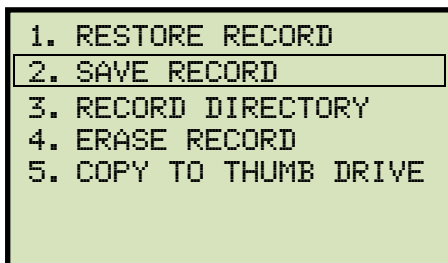 1. RESTORE RECORD
2. SAVE RECORD
3. RECORD DIRECTORY
4. ERASE RECORD
5. COPY TO THUMB DRIVE